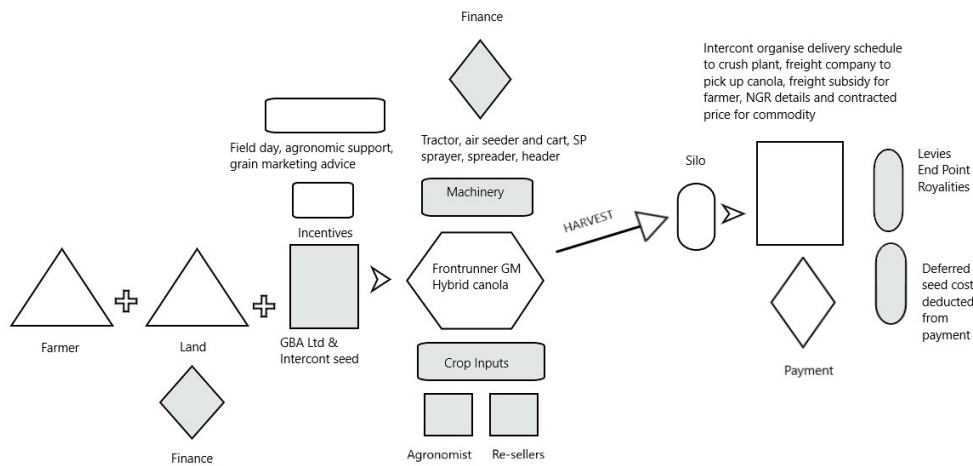 Finance
Intercont organise delivery schedule
to crush plant, freight company to
pick up canola, freight subsidy for
farmer, NGR details and contracted
price for commodity
Field day, agronomic support,
grain marketing advice
Tractor, air seeder and cart, SP
sprayer, spreader, header
Silo
Levies
End Point
Royalities
Machinery
HARVEST
Incentives
Frontrunner GM
Hybrid canola
Deferred
seed cost
deducted
from
payment
Farmer
Land
GBA Ltd &
Intercont seed
Crop Inputs
Payment
Finance
Agronomist
Re-sellers